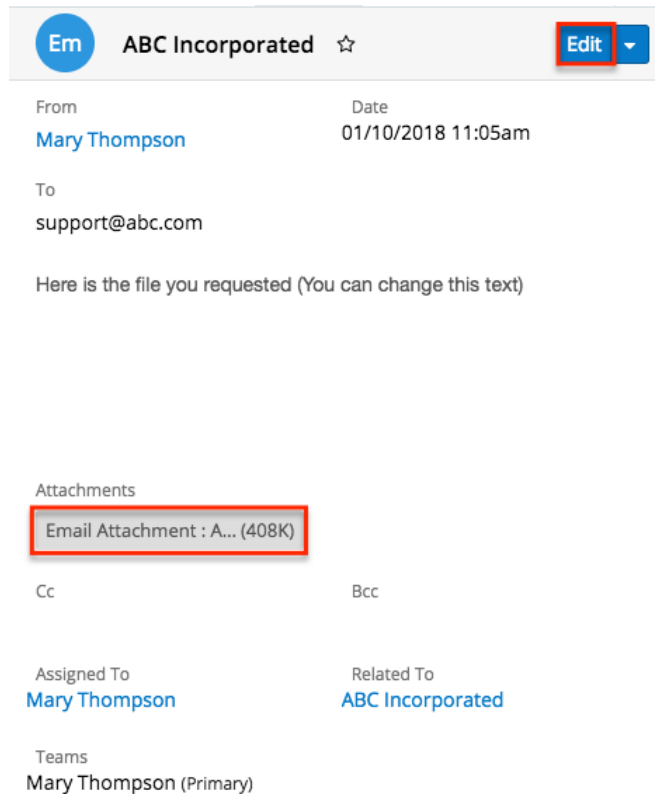 Em ABC Incorporated Edit
From Date
Mary Thompson 01/10/2018 11:05am
To
support@abc.com
Here is the file you requested (You can change this text)
Attachments
Email Attachment : A... (408K)
Cc Bcc
Assigned To Related To
Mary Thompson ABC Incorporated
Teams
Mary Thompson (Primary)